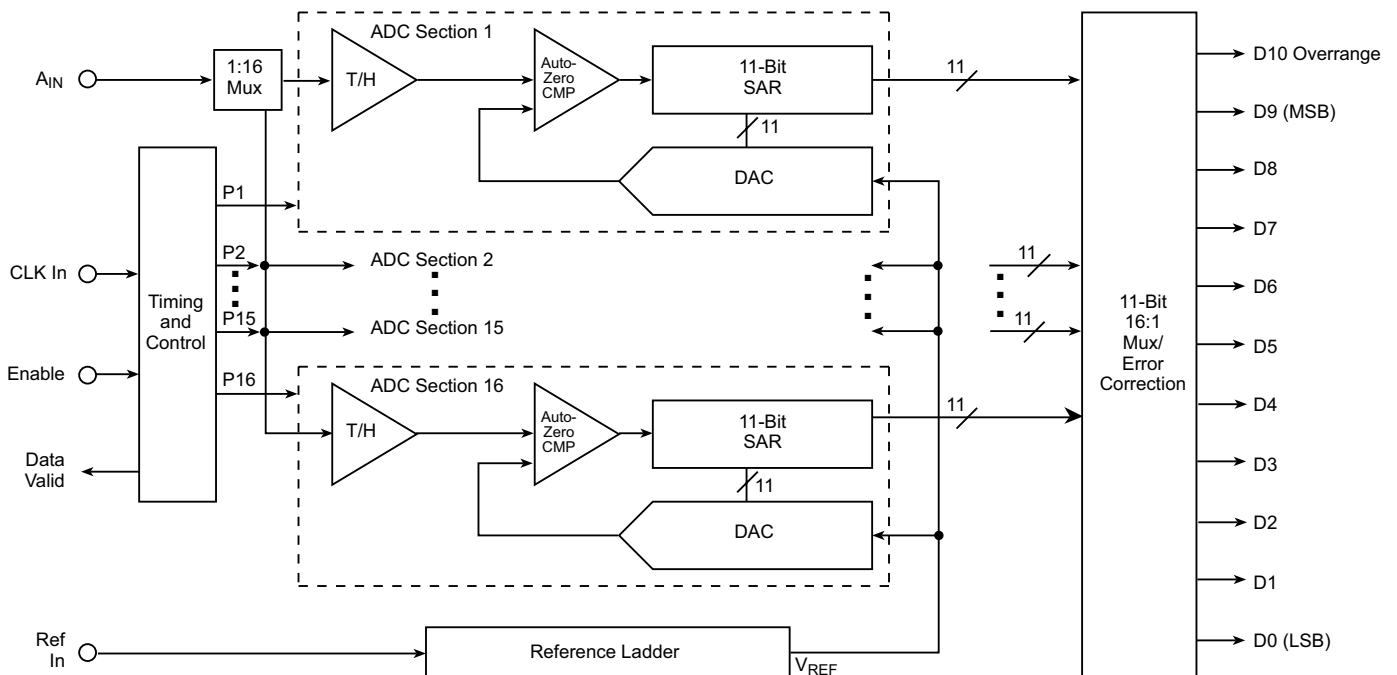 ADC Section 1
A_IN
1:16
Mux
T/H
Auto-
Zero
CMP
11-Bit
SAR
11
11
DAC
P1
P2
P15
P16
CLK In
Enable
Data
Valid
Timing
and
Control
ADC Section 2
ADC Section 15
11
11
ADC Section 16
T/H
Auto-
Zero
CMP
11-Bit
SAR
11
11
DAC
Ref
In
Reference Ladder
V_REF
11-Bit
16:1
Mux/
Error
Correction
D10 Overrange
D9 (MSB)
D8
D7
D6
D5
D4
D3
D2
D1
D0 (LSB)